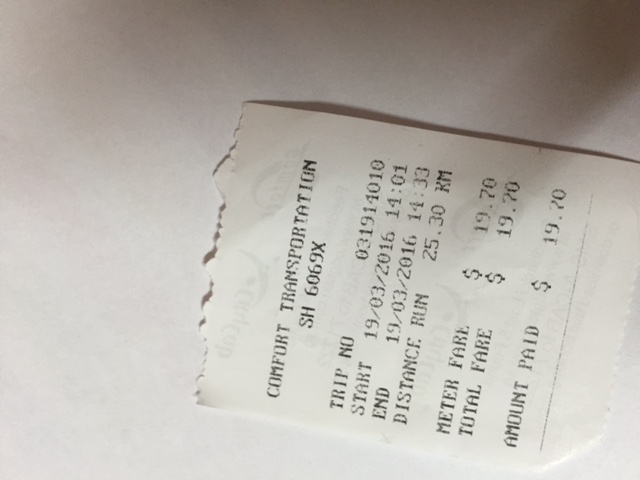 COMFORT TRANSPORTATION
SH 6069X
TRIP NO 031914010
START 19/03/2016 14:01
END 19/03/2016 14:33
DISTANCE RUN 25.30 KM
METER FARE $ 19.70
TOTAL FARE $ 19.70
AMOUNT PAID $ 19.70